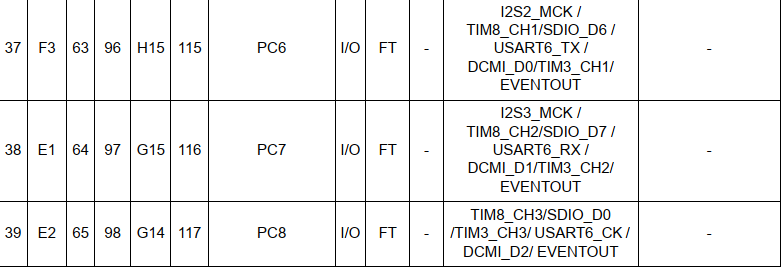 37 F3 63 96 H15 115 PC6 I/O FT - I2S2_MCK /
TIM8_CH1/SDIO_D6 /
USART6_TX /
DCMI_D0/TIM3_CH1/
EVENTOUT -
38 E1 64 97 G15 116 PC7 I/O FT - I2S3_MCK /
TIM8_CH2/SDIO_D7 /
USART6_RX /
DCMI_D1/TIM3_CH2/
EVENTOUT -
39 E2 65 98 G14 117 PC8 I/O FT - TIM8_CH3/SDIO_D0
/TIM3_CH3/ USART6_CK /
DCMI_D2/ EVENTOUT -